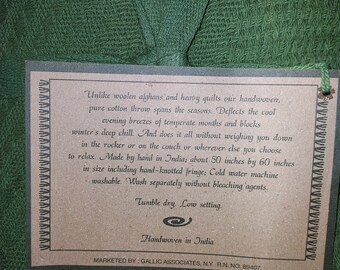 "Unlike woolen afghans and heavy quilts our handwoven,
pure cotton throw spans the seasons. Deflects the cool
evening breezes of temperate months and blocks
winter's deep chill. And does it all without weighing you down
in the rocker or on the couch or wherever else you choose
to relax. Made by hand in India; about 50 inches by 60 inches
in size including hand-knotted fringe; Cold water machine
washable. Wash separately without bleaching agents.
Tumble dry. Low setting.
Handwoven in India
MARKETED BY : GALLIC ASSOCIATES, N.Y. R.N. NO. 89407